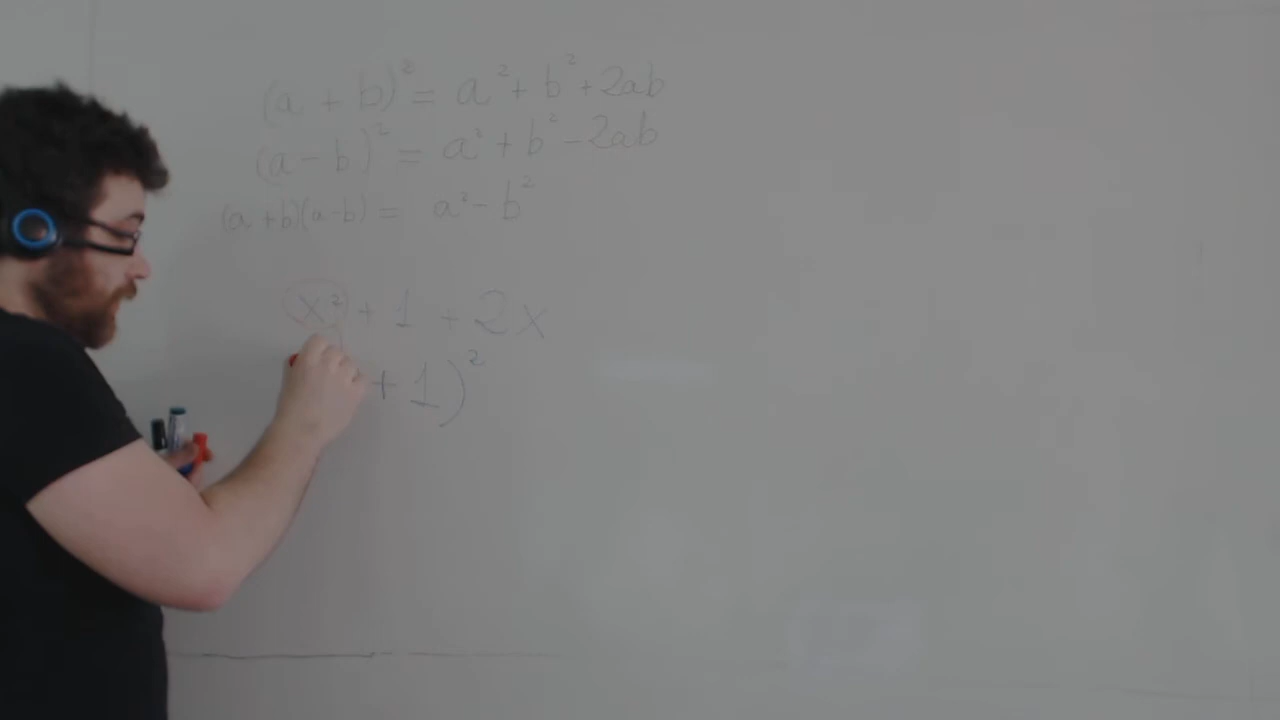 (a + b)² = a² + b² + 2ab
(a - b)² = a² + b² - 2ab
(a + b)(a - b) = a² - b²
x² + 1 + 2x
+ 1)²